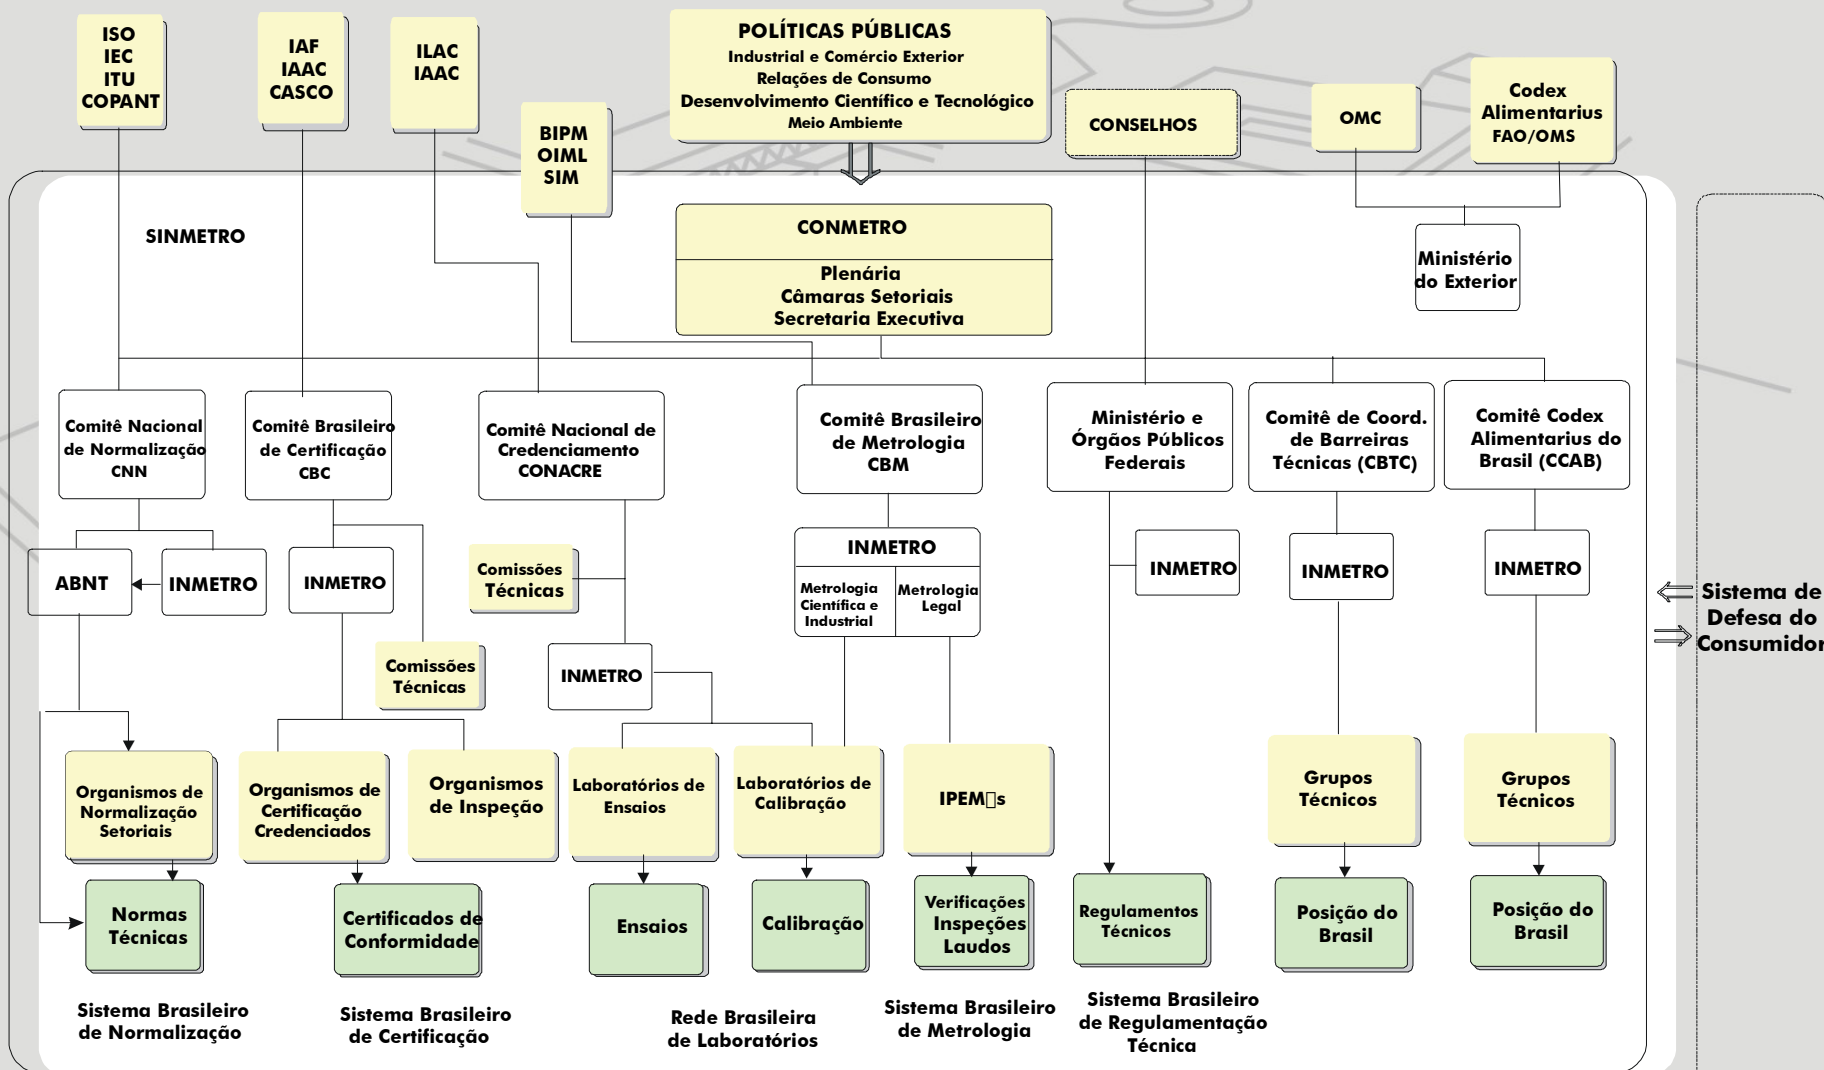 ISO
IEC
ITU
COPANT
IAF
IAAC
CASCO
ILAC
IAAC
BIPM
OIML
SIM
POLÍTICAS PÚBLICAS
Industrial e Comércio Exterior
Relações de Consumo
Desenvolvimento Científico e Tecnológico
Meio Ambiente
CONSELHOS
OMC
Codex
Alimentarius
FAO/OMS
SINMETRO
CONMETRO
Plenária
Câmaras Setoriais
Secretaria Executiva
Ministério
do Exterior
Comitê Nacional
de Normalização
CNN
Comitê Brasileiro
de Certificação
CBC
Comitê Nacional de
Credenciamento
CONACRE
Comitê Brasileiro
de Metrologia
CBM
Ministério e
Órgãos Públicos
Federais
Comitê de Coord.
de Barreiras
Técnicas (CBTC)
Comitê Codex
Alimentarius do
Brasil (CCAB)
ABNT
INMETRO
INMETRO
Comissões
Técnicas
INMETRO
Metrologia
Científica e
Industrial
Metrologia
Legal
INMETRO
INMETRO
INMETRO
Sistema de
Defesa do
Consumidor
Comissões
Técnicas
INMETRO
Organismos de
Normalização
Setoriais
Organismos de
Certificação
Credenciados
Organismos
de Inspeção
Laboratórios de
Ensaios
Laboratórios de
Calibração
IPEM□s
Grupos
Técnicos
Grupos
Técnicos
Normas
Técnicas
Certificados de
Conformidade
Ensaios
Calibração
Verificações
Inspeções
Laudos
Regulamentos
Técnicos
Posição do
Brasil
Posição do
Brasil
Sistema Brasileiro
de Normalização
Sistema Brasileiro
de Certificação
Rede Brasileira
de Laboratórios
Sistema Brasileiro
de Metrologia
Sistema Brasileiro
de Regulamentação
Técnica